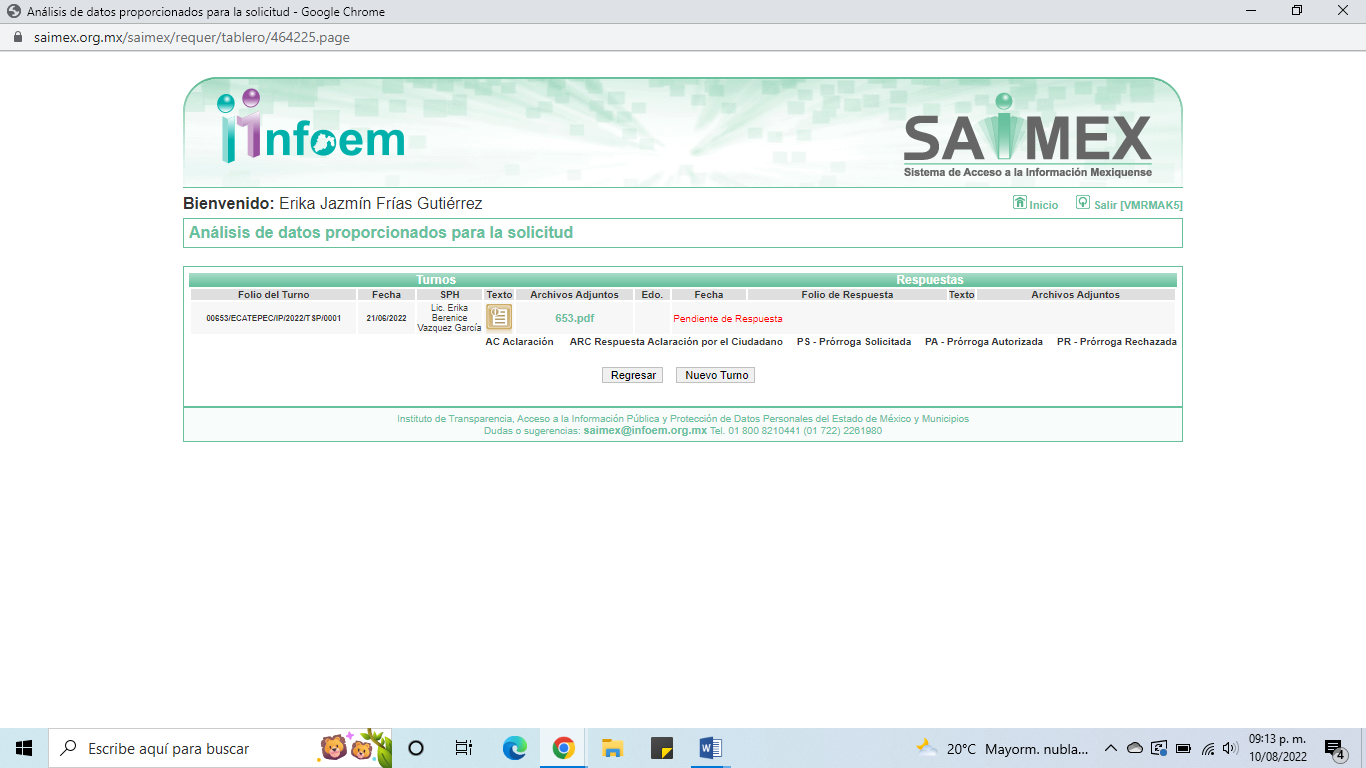 Análisis de datos proporcionados para la solicitud - Google Chrome
saimex.org.mx/saimex/requer/tablero/464225.page
infoem
SAIMEX
Sistema de Acceso a la Información Mexiquense
Bienvenido: Erika Jazmín Frías Gutiérrez
Inicio Salir [VMRMAK5]
Análisis de datos proporcionados para la solicitud
Turnos Respuestas
Folio del Turno Fecha SPH Texto Archivos Adjuntos Edo. Fecha Folio de Respuesta Texto Archivos Adjuntos
00653/ECATEPEC/IP/2022/TSP/0001 21/06/2022 Lic. Erika Berenice Vazquez García 653.pdf Pendiente de Respuesta
AC Aclaración ARC Respuesta Aclaración por el Ciudadano PS - Prórroga Solicitada PA - Prórroga Autorizada PR - Prórroga Rechazada
Regresar Nuevo Turno
Instituto de Transparencia, Acceso a la Información Pública y Protección de Datos Personales del Estado de México y Municipios
Dudas o sugerencias: saimex@infoem.org.mx Tel. 01 800 8210441 (01 722) 2261980
Escribe aquí para buscar
20°C Mayorm. nubla...
09:13 p. m.
10/08/2022
4